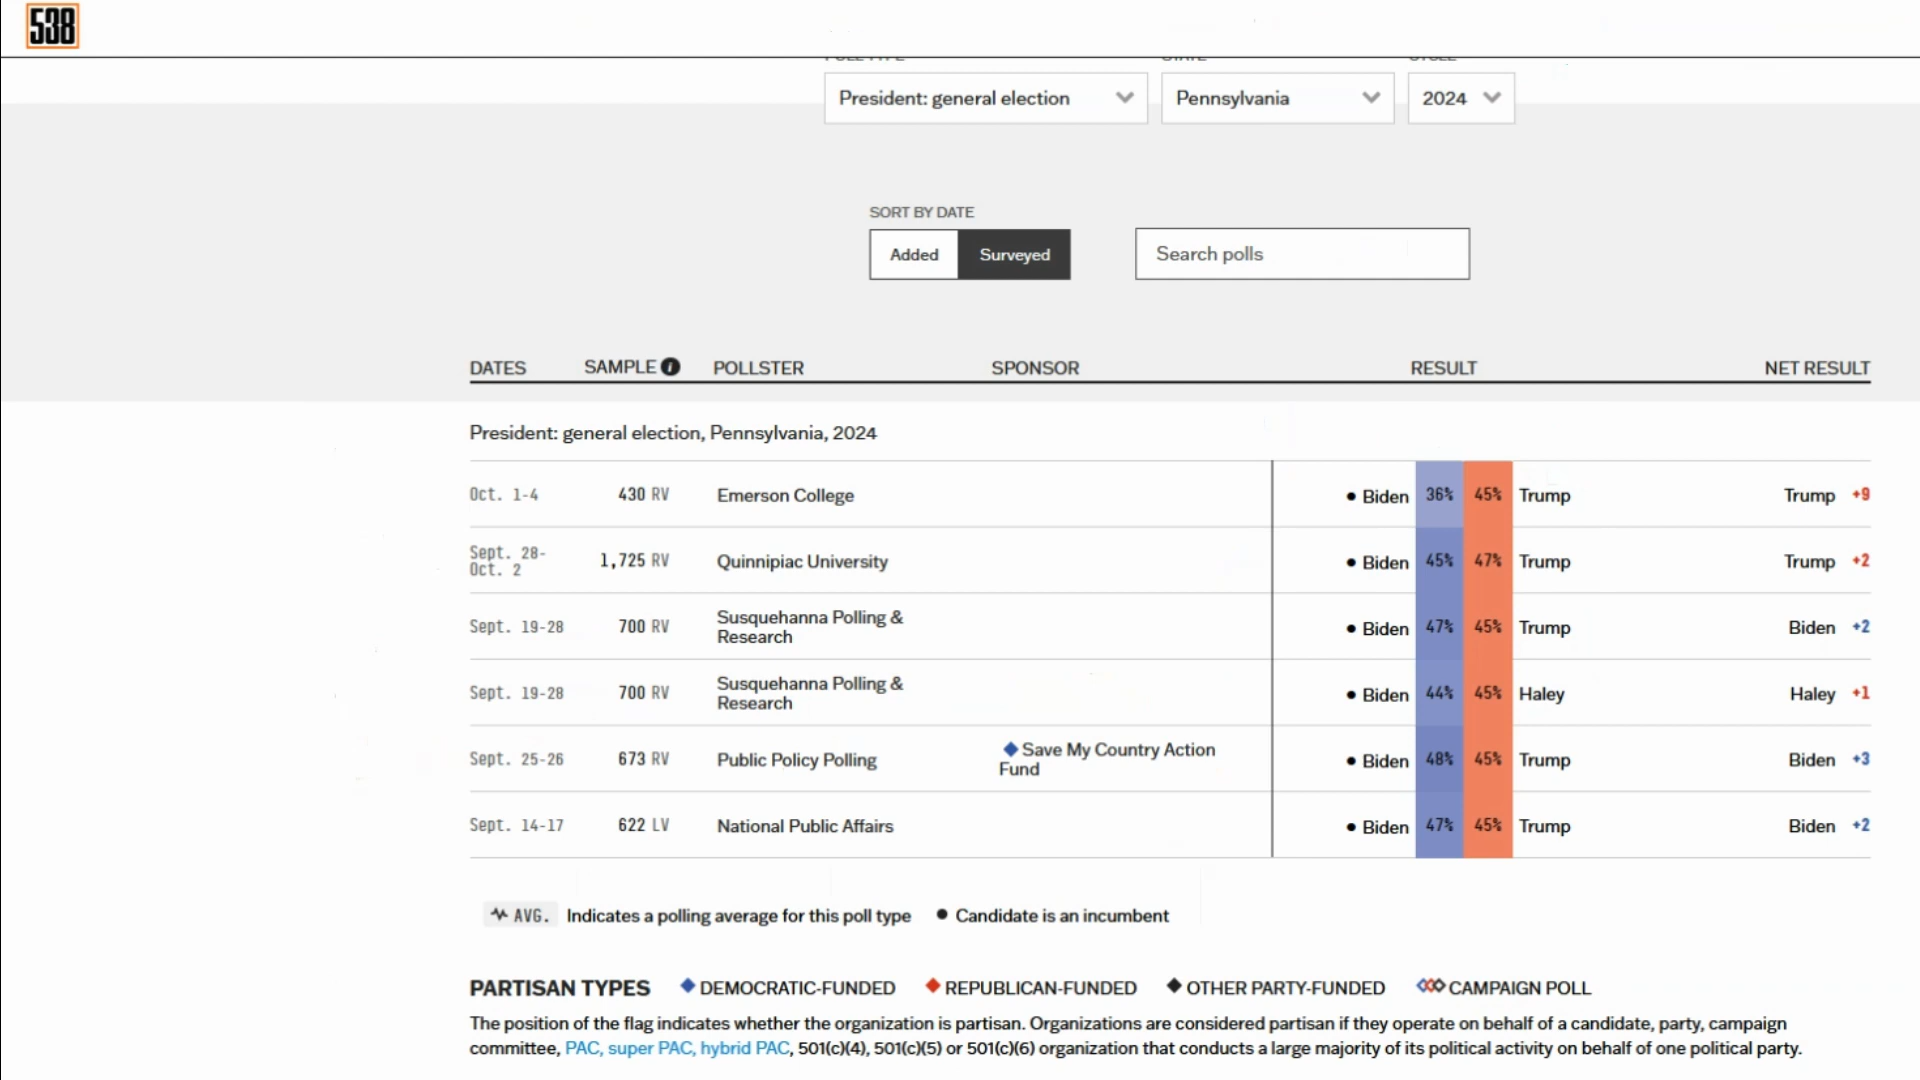 538
President: general election Pennsylvania 2024
SORT BY DATE
Added Surveyed Search polls
DATES SAMPLE POLLSTER SPONSOR RESULT NET RESULT
President: general election, Pennsylvania, 2024
Oct. 1-4 430 RV Emerson College • Biden 36% 45% Trump Trump +9
Sept. 28-
Oct. 2 1,725 RV Quinnipiac University • Biden 45% 47% Trump Trump +2
Sept. 19-28 700 RV Susquehanna Polling &
Research • Biden 47% 45% Trump Biden +2
Sept. 19-28 700 RV Susquehanna Polling &
Research • Biden 44% 45% Haley Haley +1
Sept. 25-26 673 RV Public Policy Polling Save My Country Action
Fund • Biden 48% 45% Trump Biden +3
Sept. 14-17 622 LV National Public Affairs • Biden 47% 45% Trump Biden +2
AVG. Indicates a polling average for this poll type • Candidate is an incumbent
PARTISAN TYPES DEMOCRATIC-FUNDED REPUBLICAN-FUNDED OTHER PARTY-FUNDED CAMPAIGN POLL
The position of the flag indicates whether the organization is partisan. Organizations are considered partisan if they operate on behalf of a candidate, party, campaign
committee, PAC, super PAC, hybrid PAC, 501(c)(4), 501(c)(5) or 501(c)(6) organization that conducts a large majority of its political activity on behalf of one political party.